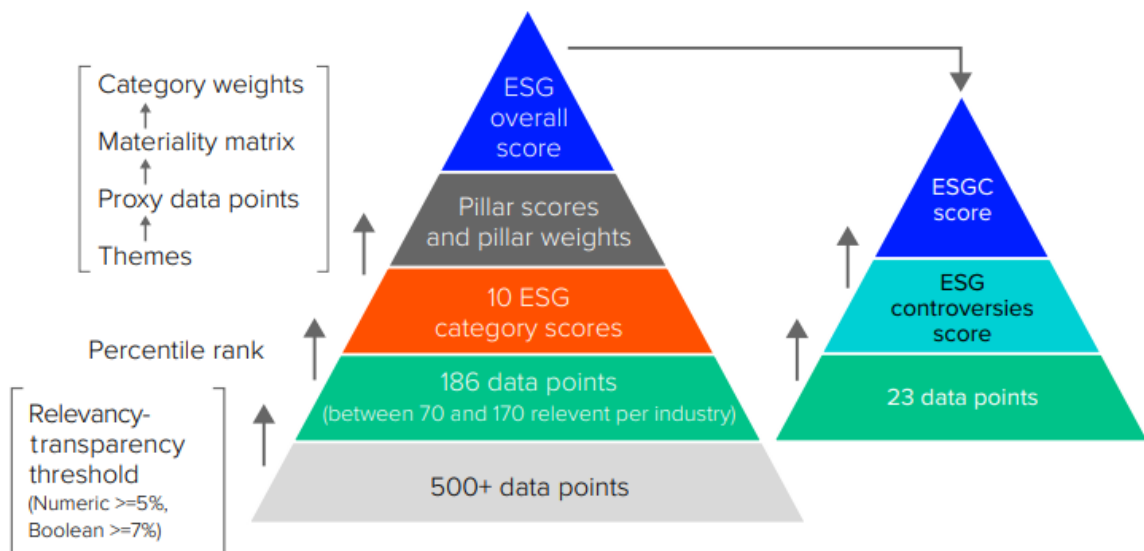 Category weights
Materiality matrix
Proxy data points
Themes
Percentile rank
Relevancy-
transparency
threshold
(Numeric >=5%,
Boolean >=7%)
ESG
overall
score
Pillar scores
and pillar weights
10 ESG
category scores
186 data points
(between 70 and 170 relevent per industry)
500+ data points
ESGC
score
ESG
controversies
score
23 data points